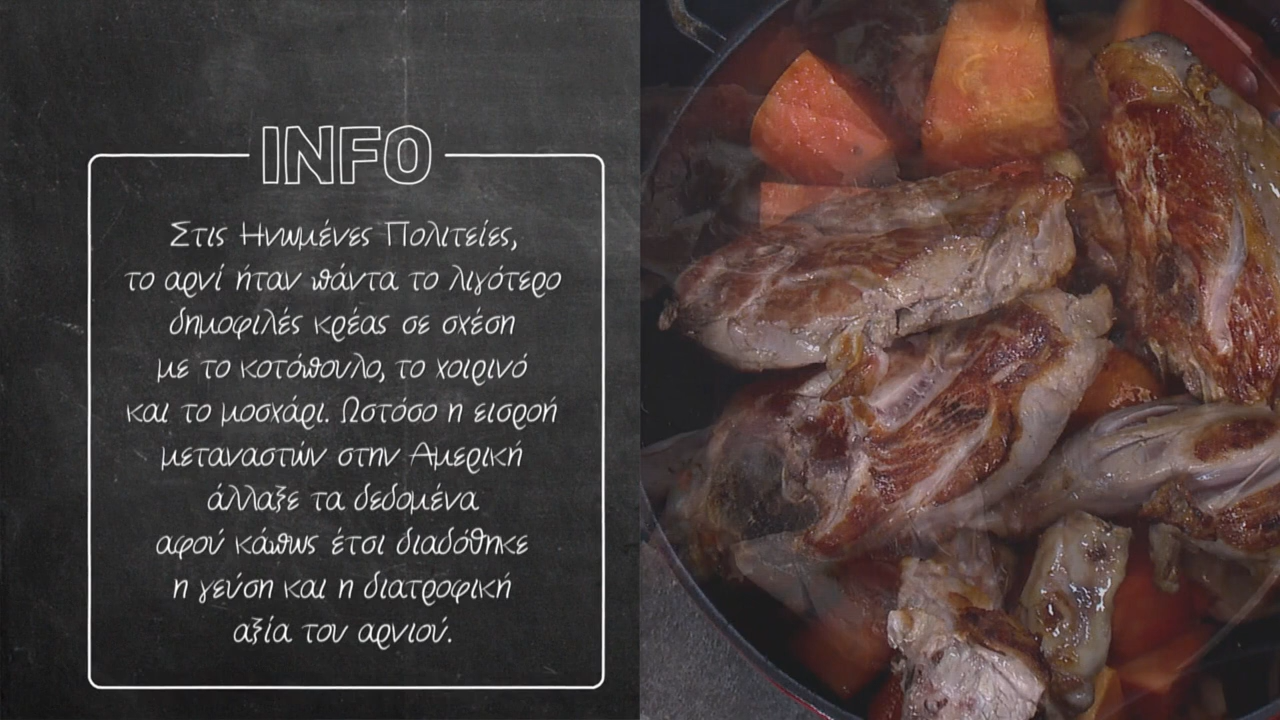 INFO
Στις Ηνωμένες Πολιτείες,
το αρνί ήταν πάντα το λιγότερο
δημοφιλές κρέας σε σχέση
με το κοτόπουλο, το χοιρινό
και το μοσχάρι. Ωστόσο η εισροή
μεταναστών στην Αμερική
άλλαξε τα δεδομένα
αφού κάπως έτσι διαδόθηκε
η γεύση και η διατροφική
αξία του αρνιού.